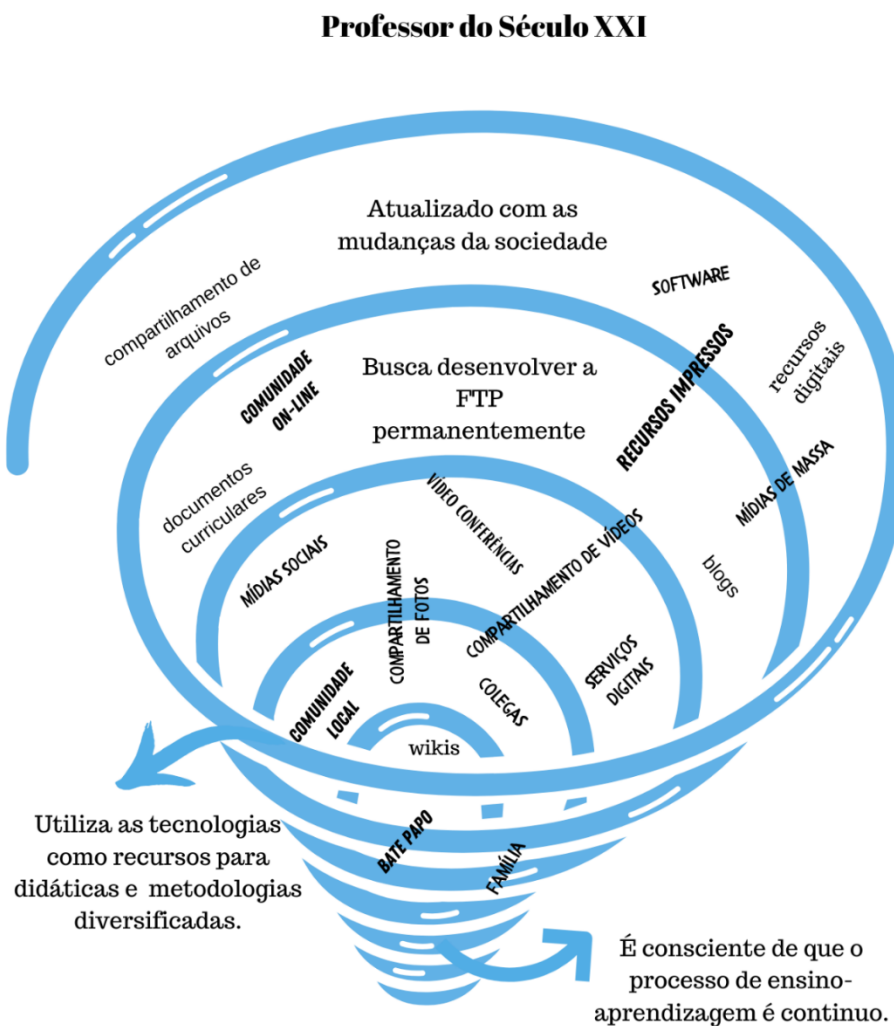 Professor do Século XXI
Atualizado com as
mudanças da sociedade
compartilhamento de
arquivos
SOFTWARE
recursos
digitais
COMUNIDADE
ON-LINE
Busca desenvolver a
FTP
permanentemente
RECURSOS IMPRESSOS
MÍDIAS DE MASSA
documentos
curriculares
VÍDEO CONFERÊNCIAS
MÍDIAS SOCIAIS
COMPARTILHAMENTO
DE FOTOS
COMPARTILHAMENTO DE VÍDEOS
blogs
SERVIÇOS
DIGITAIS
COMUNIDADE
LOCAL
COLEGAS
wikis
BATE PAPO
FAMÍLIA
Utiliza as tecnologias
como recursos para
didáticas e metodologias
diversificadas.
É consciente de que o
processo de ensino-
aprendizagem é continuo.